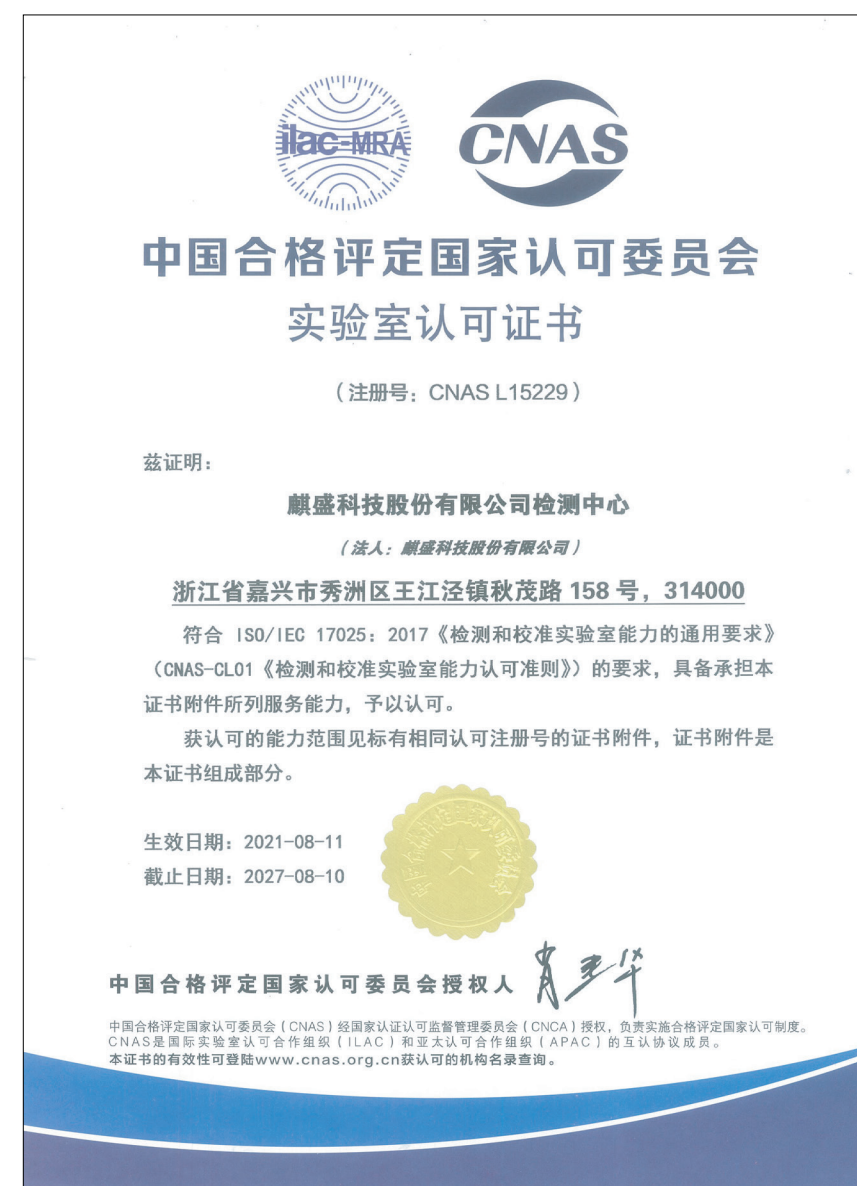 ilac-MRA
CNAS
中国合格评定国家认可委员会
实验室认可证书
（注册号：CNAS L15229）
兹证明：
麒盛科技股份有限公司检测中心
（法人：麒盛科技股份有限公司）
浙江省嘉兴市秀洲区王江泾镇秋茂路 158 号，314000
符合 ISO/IEC 17025：2017《检测和校准实验室能力的通用要求》
（CNAS-CL01《检测和校准实验室能力认可准则》）的要求，具备承担本
证书附件所列服务能力，予以认可。
获认可的能力范围见标有相同认可注册号的证书附件，证书附件是
本证书组成部分。
生效日期：2021-08-11
截止日期：2027-08-10
中国合格评定国家认可委员会授权人
中国合格评定国家认可委员会（CNAS）经国家认证认可监督管理委员会（CNCA）授权，负责实施合格评定国家认可制度。
CNAS是国际实验室认可合作组织（ILAC）和亚太认可合作组织（APAC）的互认协议成员。
本证书的有效性可登陆www.cnas.org.cn获认可的机构名录查询。